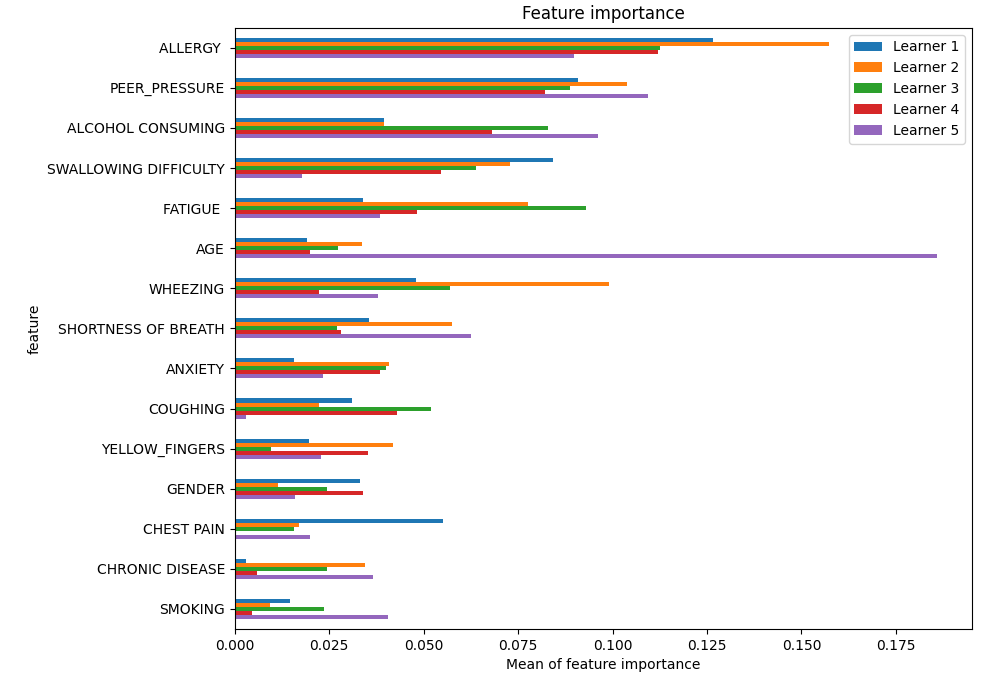 Feature importance
ALLERGY
PEER_PRESSURE
ALCOHOL CONSUMING
SWALLOWING DIFFICULTY
FATIGUE
AGE
WHEEZING
SHORTNESS OF BREATH
ANXIETY
COUGHING
YELLOW_FINGERS
GENDER
CHEST PAIN
CHRONIC DISEASE
SMOKING
feature
Learner 1
Learner 2
Learner 3
Learner 4
Learner 5
0.000 0.025 0.050 0.075 0.100 0.125 0.150 0.175
Mean of feature importance